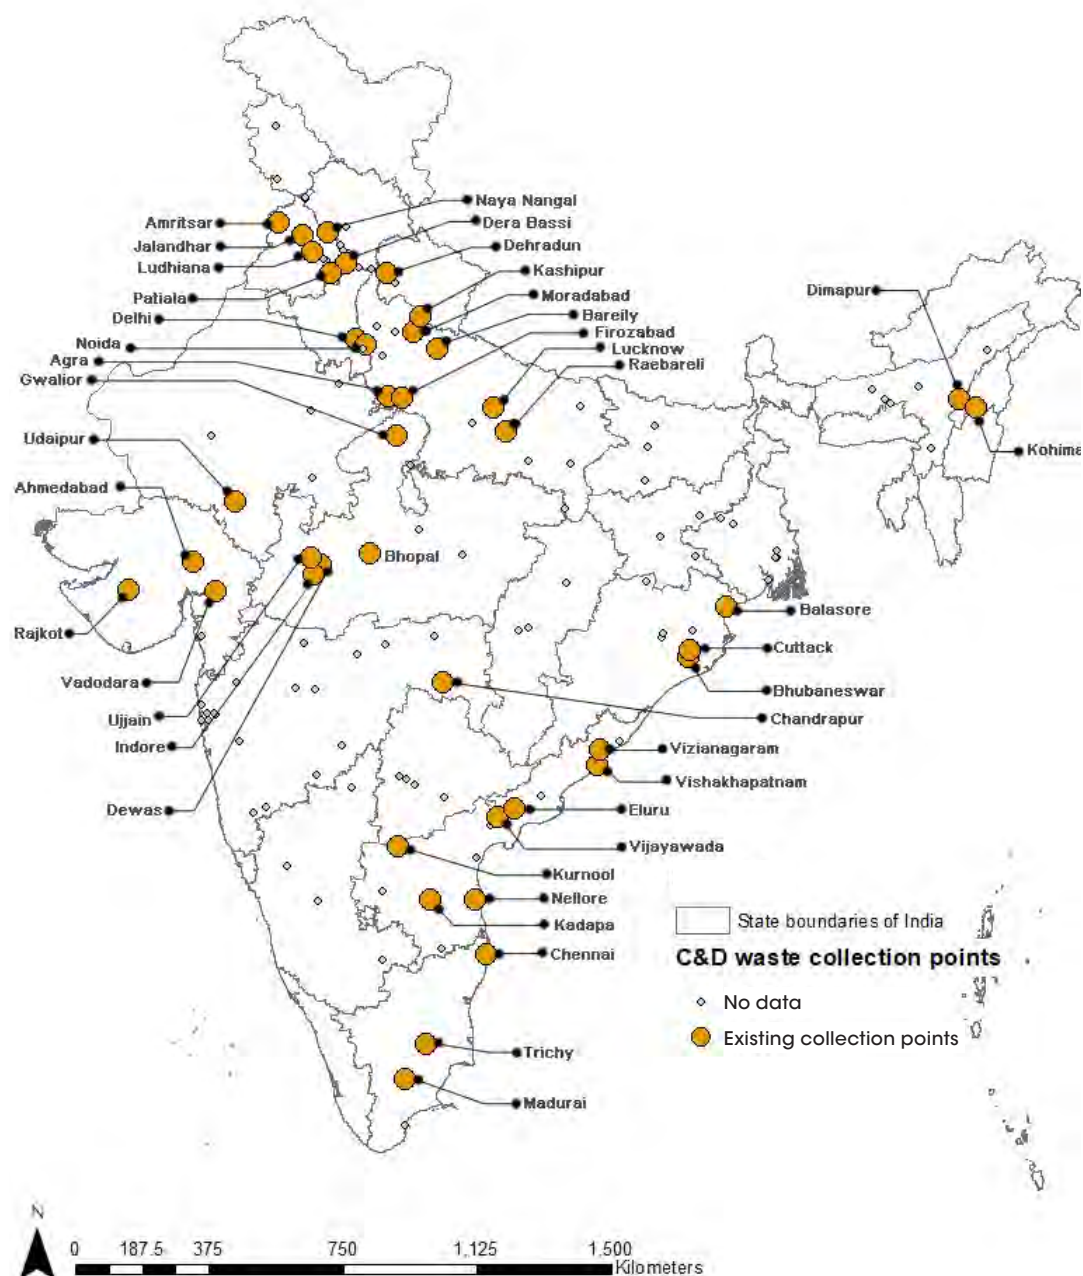 Naya Nangal
Amritsar
Dera Bassi
Jalandhar
Dehradun
Ludhiana
Kashipur
Patiala
Moradabad
Dimapur
Delhi
Bareily
Noida
Firozabad
Agra
Lucknow
Gwalior
Raebareli
Udaipur
Kohima
Ahmedabad
Bhopal
Rajkot
Balasore
Vadodara
Cuttack
Bhubaneswar
Ujjain
Chandrapur
Indore
Vizianagaram
Vishakhapatnam
Dewas
Eluru
Vijayawada
Kurnool
Nellore
Kadapa
Chennai
State boundaries of India
C&D waste collection points
No data
Existing collection points
Trichy
Madurai
N
0 187.5 375 750 1,125 1,500
Kilometers